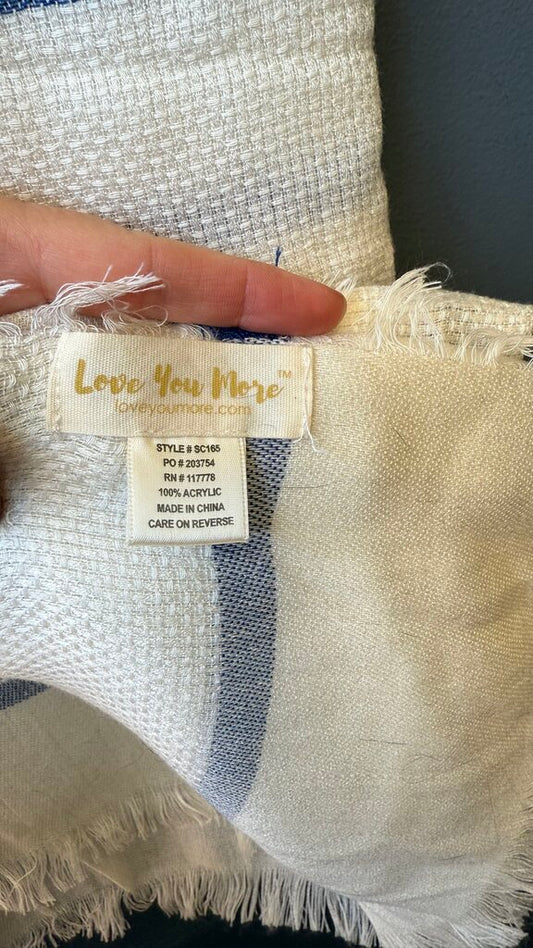 Love You More™
loveyoumore.com
STYLE # SC165
PO # 203754
RN # 117778
100% ACRYLIC
MADE IN CHINA
CARE ON REVERSE